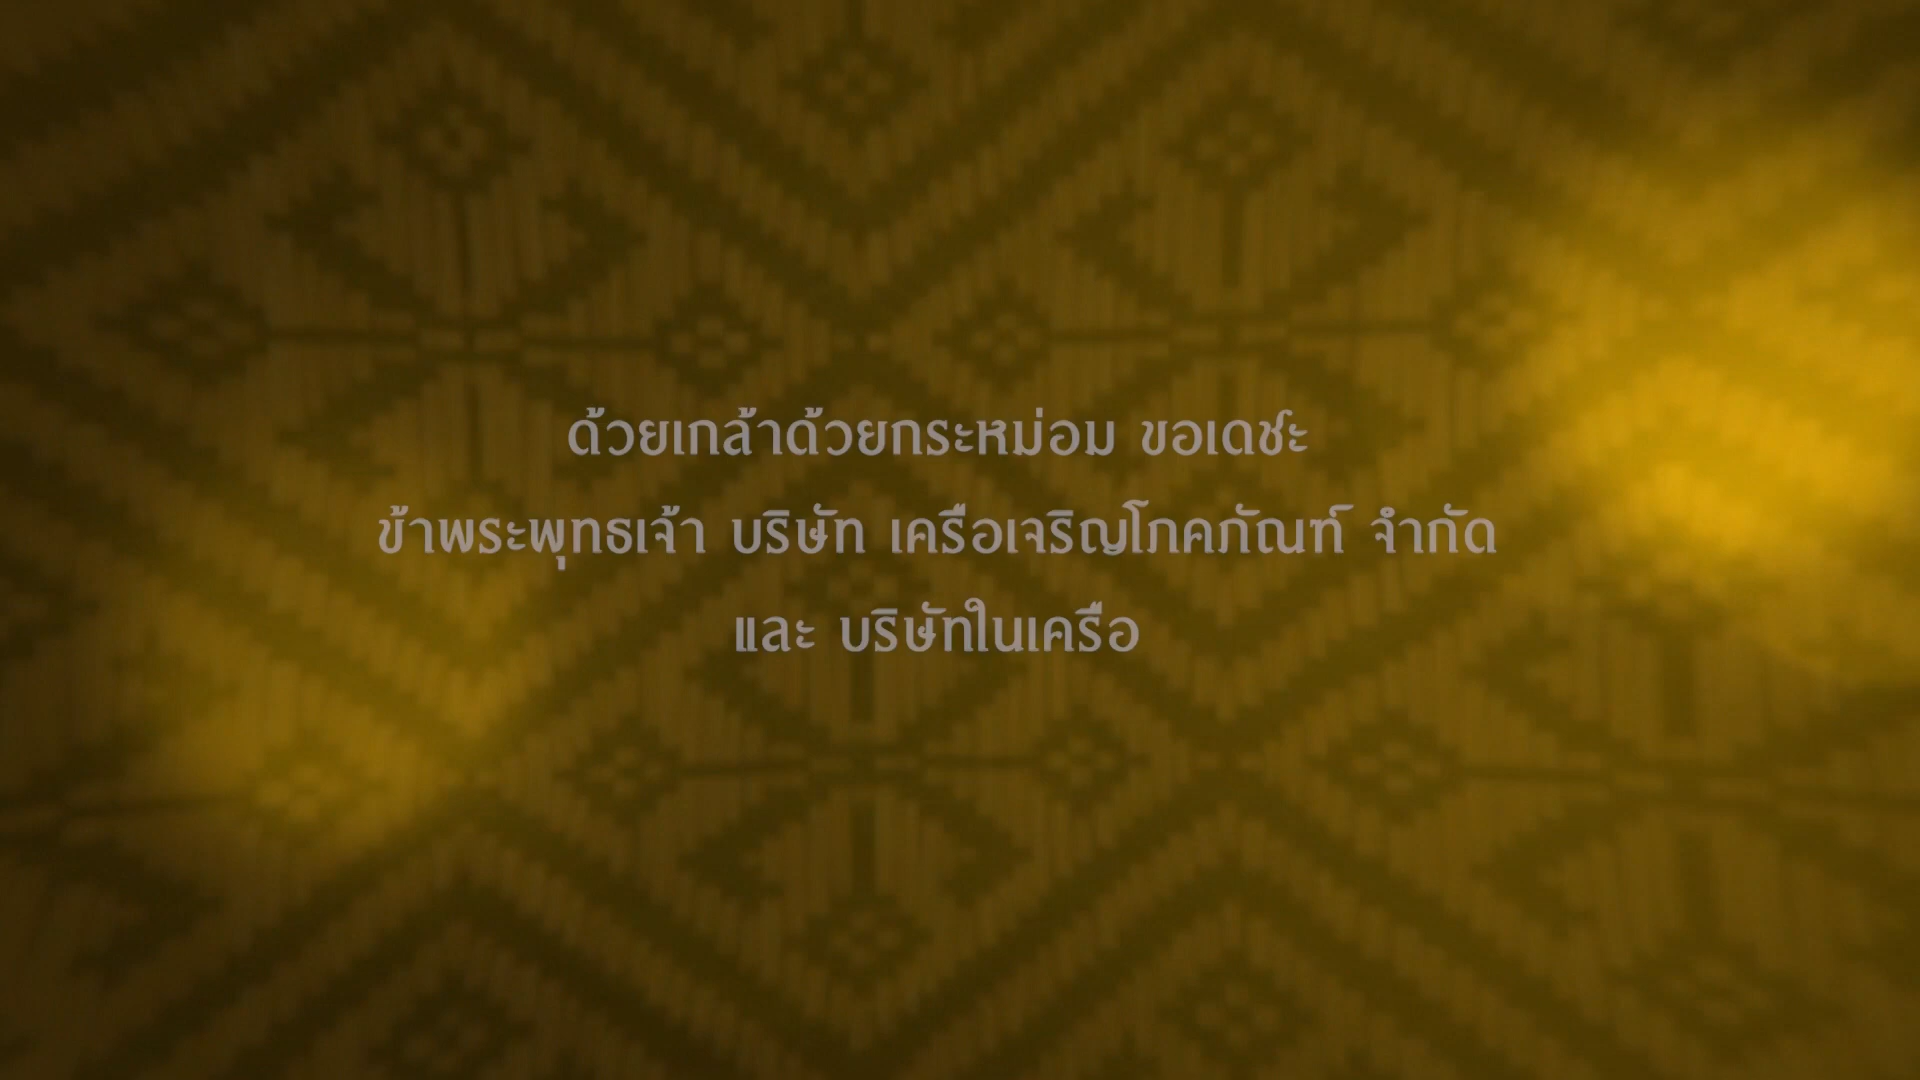 ด้วยเกล้าด้วยกระหม่อม ขอเดชะ
ข้าพระพุทธเจ้า บริษัท เครือเจริญโภคภัณฑ์ จำกัด
และ บริษัทในเครือ